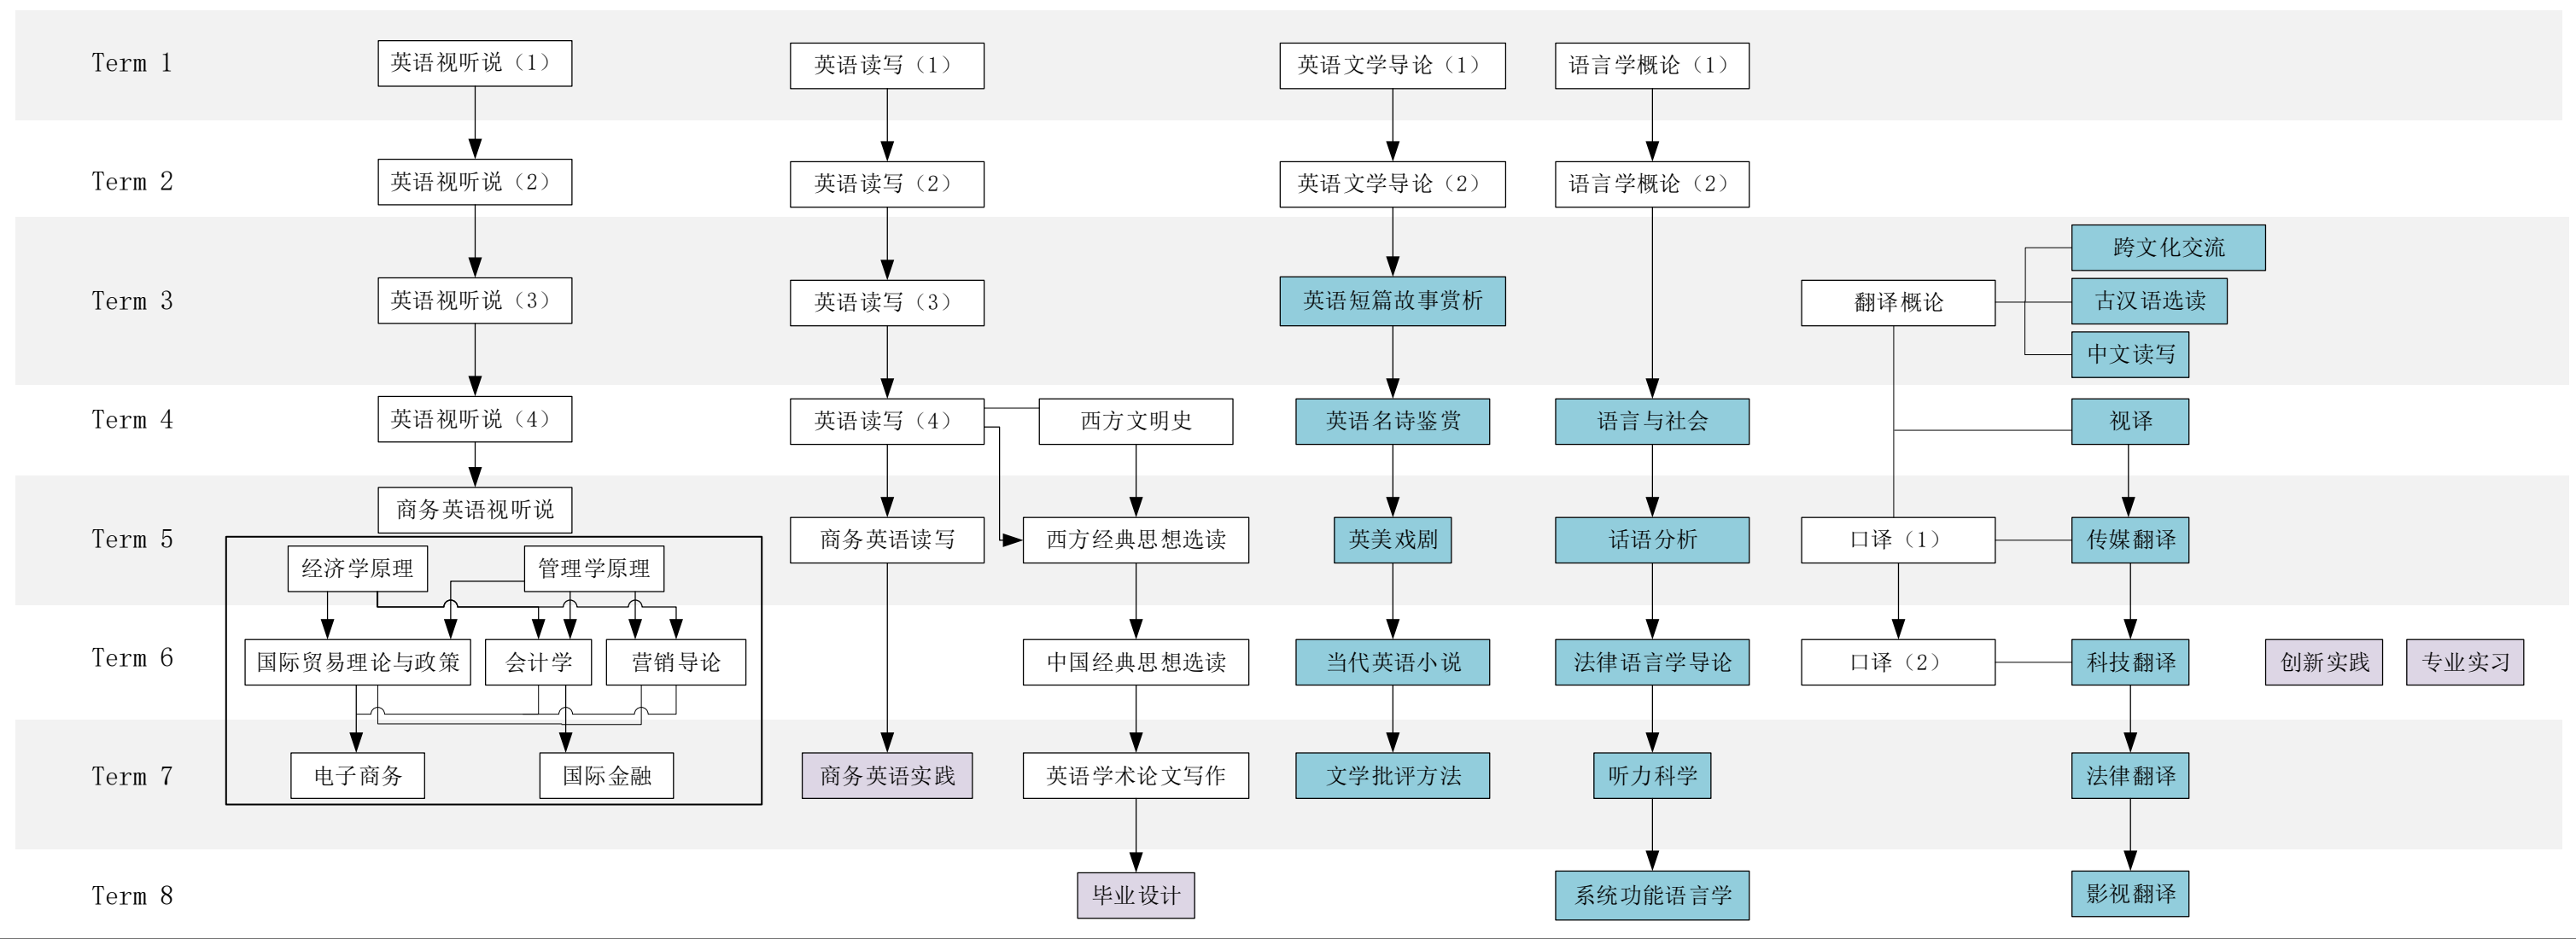 Term 1
英语视听说（1）
英语读写（1）
英语文学导论（1）
语言学概论（1）
Term 2
英语视听说（2）
英语读写（2）
英语文学导论（2）
语言学概论（2）
Term 3
英语视听说（3）
英语读写（3）
英语短篇故事赏析
翻译概论
跨文化交流
古汉语选读
中文读写
Term 4
英语视听说（4）
英语读写（4）
西方文明史
英语名诗鉴赏
语言与社会
视译
Term 5
商务英语视听说
经济学原理
管理学原理
商务英语读写
西方经典思想选读
英美戏剧
话语分析
口译（1）
传媒翻译
Term 6
国际贸易理论与政策
会计学
营销导论
中国经典思想选读
当代英语小说
法律语言学导论
口译（2）
科技翻译
创新实践
专业实习
Term 7
电子商务
国际金融
商务英语实践
英语学术论文写作
文学批评方法
听力科学
法律翻译
Term 8
毕业设计
系统功能语言学
影视翻译